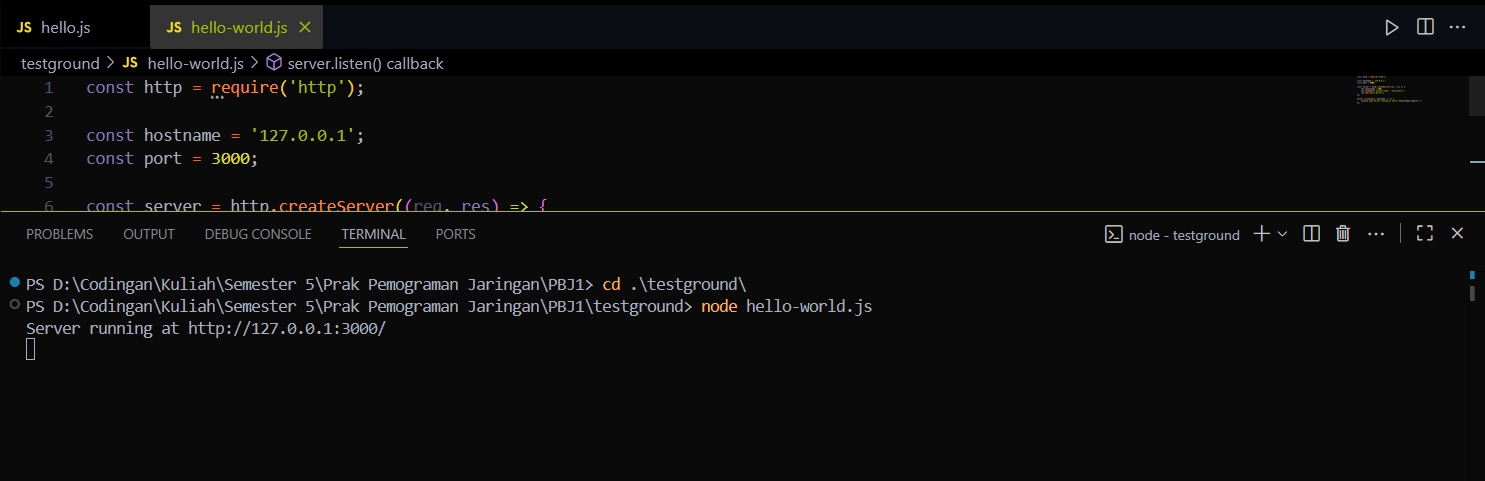 JS hello.js JS hello-world.js
testground > JS hello-world.js > server.listen() callback
1 const http = require('http');
2
3 const hostname = '127.0.0.1';
4 const port = 3000;
5
6 const server = http.createServer((req, res) => {
PROBLEMS OUTPUT DEBUG CONSOLE TERMINAL PORTS node - testground
PS D:\Codingan\Kuliah\Semester 5\Prak Pemograman Jaringan\PBJ1> cd .\testground\
PS D:\Codingan\Kuliah\Semester 5\Prak Pemograman Jaringan\PBJ1\testground> node hello-world.js
Server running at http://127.0.0.1:3000/